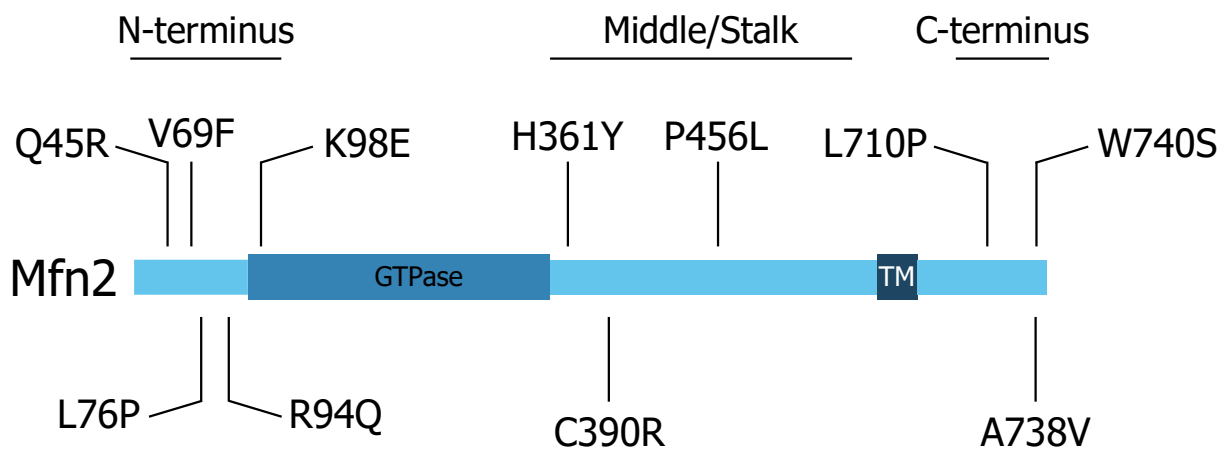 N-terminus Middle/Stalk C-terminus
Q45R V69F K98E H361Y P456L L710P W740S
Mfn2 GTPase TM
L76P R94Q C390R A738V